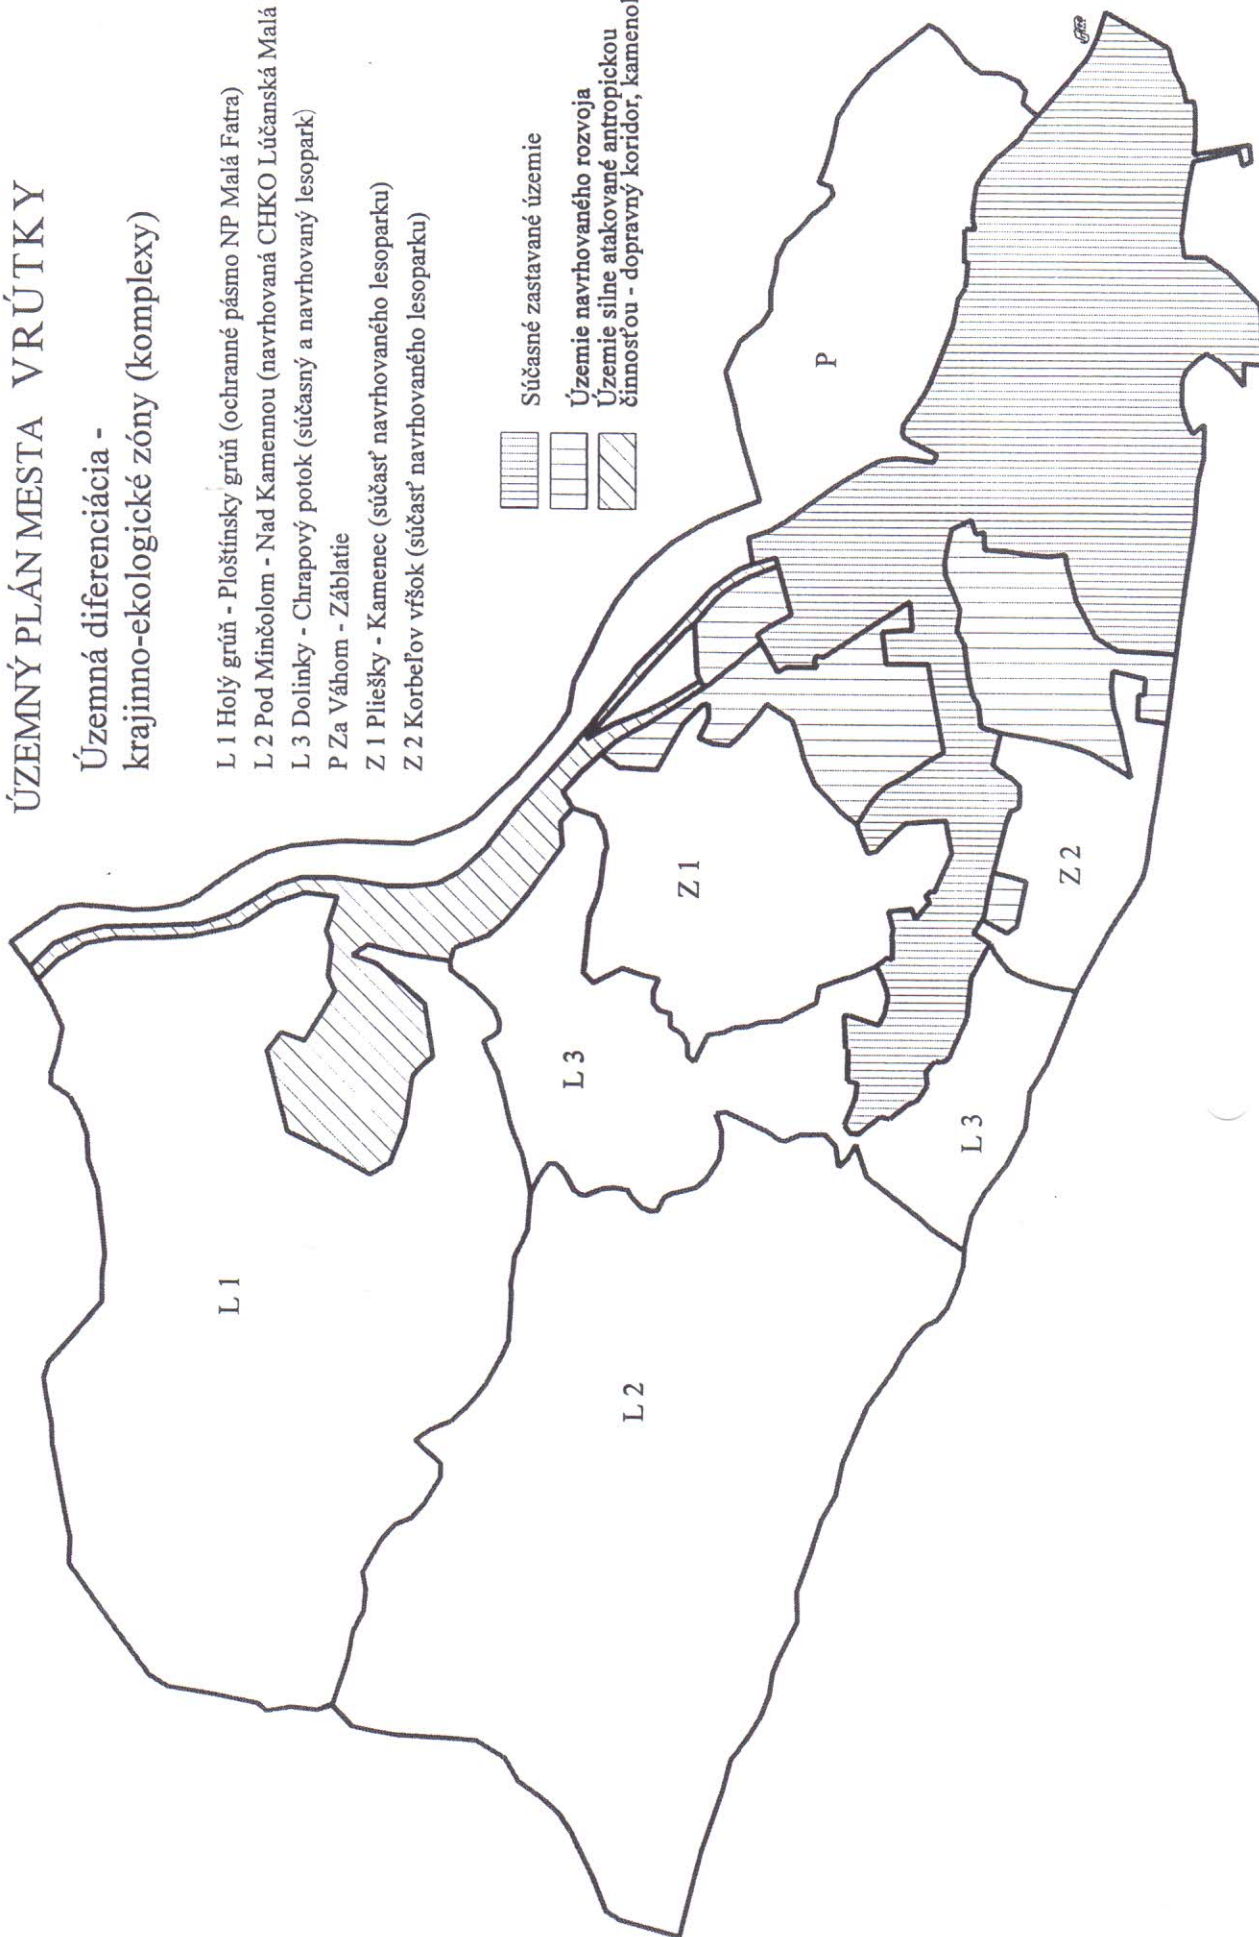 ÚZEMNÝ PLÁN MESTA VRÚTKY
Územná diferenciácia -
krajinno-ekologické zóny (komplexy)
L 1 Holý grúň - Ploštínsky grúň (ochranné pásmo NP Malá Fatra)
L 2 Pod Minčolom - Nad Kamennou (navrhovaná CHKO Lúčanská Malá
L 3 Dolinky - Chrapový potok (súčasný a navrhovaný lesopark)
P Za Váhom - Záblatie
Z 1 Pliešky - Kamenec (súčasť navrhovaného lesoparku)
Z 2 Korbeľov vŕšok (súčasť navrhovaného lesoparku)
Súčasné zastavané územie
Územie navrhovaného rozvoja
Územie silne atakované antropickou
činnosťou - dopravný koridor, kameňol
L 1
L 2
L 3
L 3
Z 1
Z 2
P